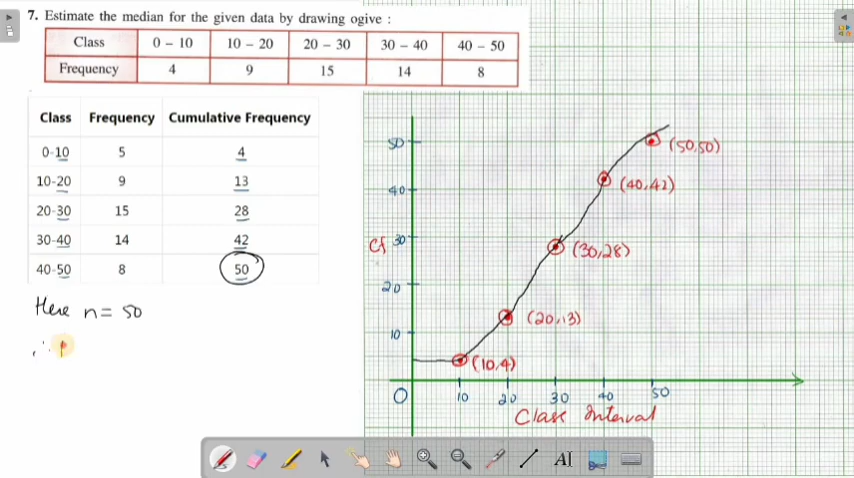 7. Estimate the median for the given data by drawing ogive :
Class 0 – 10 10 – 20 20 – 30 30 – 40 40 – 50
Frequency 4 9 15 14 8
Class Frequency Cumulative Frequency
0-10 5 4
10-20 9 13
20-30 15 28
30-40 14 42
40-50 8 50
Here n = 50
∴
50
40
Cf 30
20
10
O 10 20 30 40 50
Class Interval
(10,4)
(20,13)
(30,28)
(40,42)
(50,50)
AI